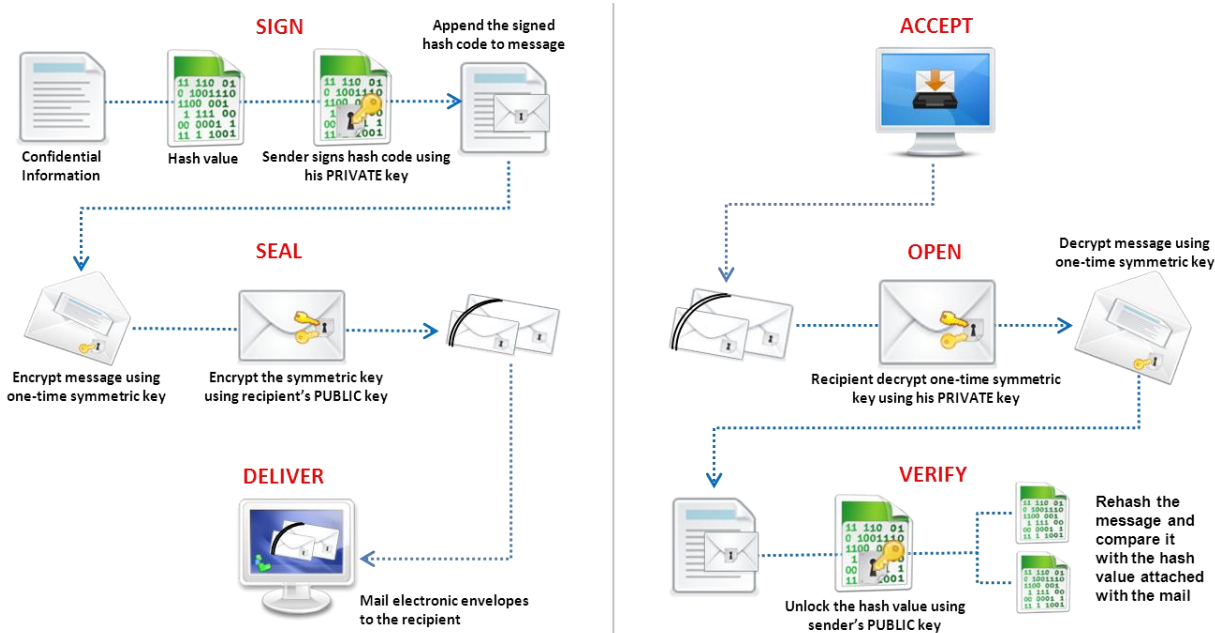 SIGN
Append the signed
hash code to message
Confidential
Information
Hash value
Sender signs hash code using
his PRIVATE key
SEAL
Encrypt message using
one-time symmetric key
Encrypt the symmetric key
using recipient's PUBLIC key
DELIVER
Mail electronic envelopes
to the recipient
ACCEPT
OPEN
Decrypt message using
one-time symmetric key
Recipient decrypt one-time symmetric
key using his PRIVATE key
VERIFY
Unlock the hash value using
sender's PUBLIC key
Rehash the
message and
compare it
with the hash
value attached
with the mail